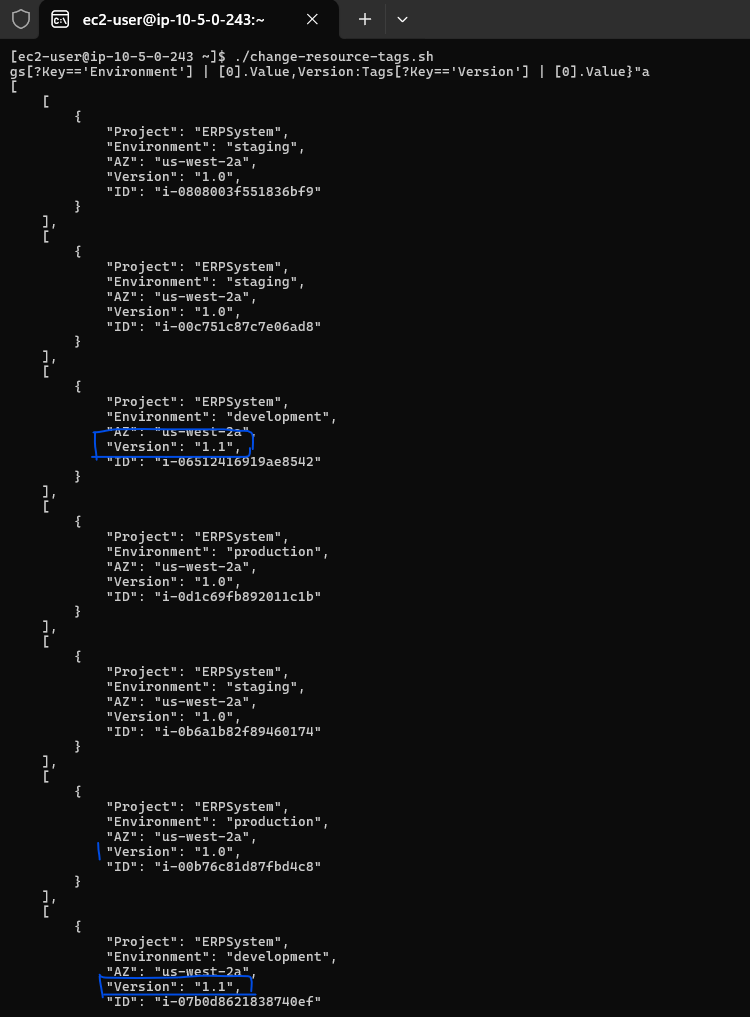 ec2-user@ip-10-5-0-243:~
[ec2-user@ip-10-5-0-243 ~]$ ./change-resource-tags.sh
gs[?Key=='Environment'] | [0].Value,Version:Tags[?Key=='Version'] | [0].Value}"a
[
    [
        {
            "Project": "ERPSystem",
            "Environment": "staging",
            "AZ": "us-west-2a",
            "Version": "1.0",
            "ID": "i-0808003f551836bf9"
        }
    ],
    [
        {
            "Project": "ERPSystem",
            "Environment": "staging",
            "AZ": "us-west-2a",
            "Version": "1.0",
            "ID": "i-00c751c87c7e06ad8"
        }
    ],
    [
        {
            "Project": "ERPSystem",
            "Environment": "development",
            "AZ": "us-west-2a",
            "Version": "1.1",
            "ID": "i-06512416919ae8542"
        }
    ],
    [
        {
            "Project": "ERPSystem",
            "Environment": "production",
            "AZ": "us-west-2a",
            "Version": "1.0",
            "ID": "i-0d1c69fb892011c1b"
        }
    ],
    [
        {
            "Project": "ERPSystem",
            "Environment": "staging",
            "AZ": "us-west-2a",
            "Version": "1.0",
            "ID": "i-0b6a1b82f89460174"
        }
    ],
    [
        {
            "Project": "ERPSystem",
            "Environment": "production",
            "AZ": "us-west-2a",
            "Version": "1.0",
            "ID": "i-00b76c81d87fbd4c8"
        }
    ],
    [
        {
            "Project": "ERPSystem",
            "Environment": "development",
            "AZ": "us-west-2a",
            "Version": "1.1",
            "ID": "i-07b0d8621838740ef"